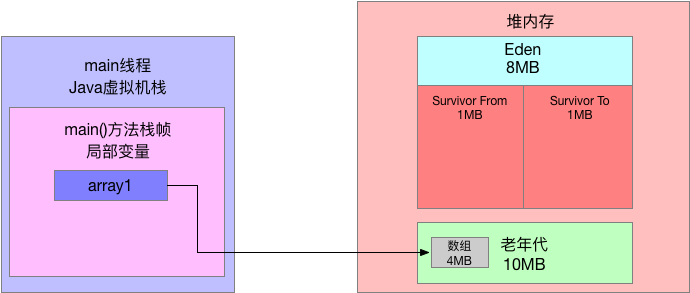 main线程
Java虚拟机栈
main()方法栈帧
局部变量
array1
堆内存
Eden
8MB
Survivor From
1MB
Survivor To
1MB
数组
4MB
老年代
10MB